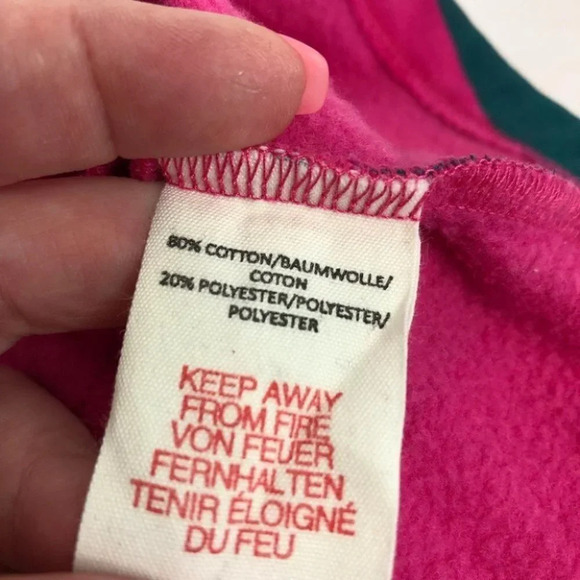 80% COTTON/BAUMWOLLE/
COTON
20% POLYESTER/POLYESTER/
POLYESTER
KEEP AWAY
FROM FIRE
VON FEUER
FERNHALTEN
TENIR ÉLOIGNÉ
DU FEU